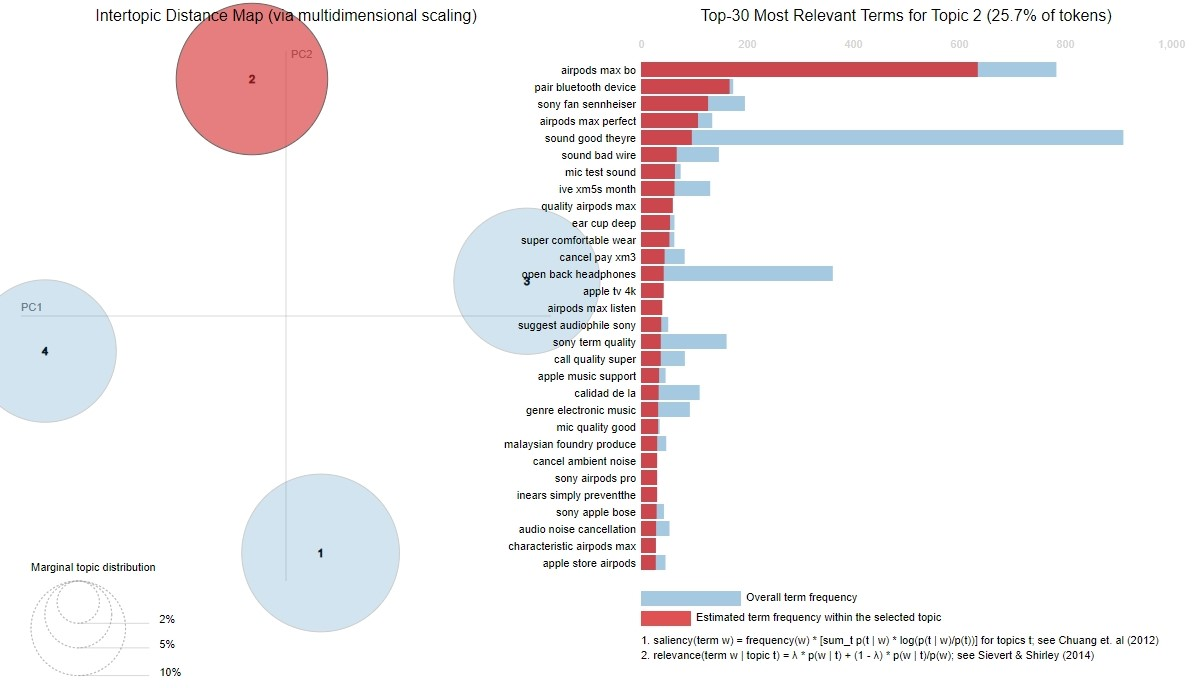 Intertopic Distance Map (via multidimensional scaling)
PC2
2
3
PC1
4
1
Marginal topic distribution
2%
5%
10%
Top-30 Most Relevant Terms for Topic 2 (25.7% of tokens)
0 200 400 600 800 1,000
airpods max bo
pair bluetooth device
sony fan sennheiser
airpods max perfect
sound good theyre
sound bad wire
mic test sound
ive xm5s month
quality airpods max
ear cup deep
super comfortable wear
cancel pay xm3
open back headphones
apple tv 4k
airpods max listen
suggest audiophile sony
sony term quality
call quality super
apple music support
calidad de la
genre electronic music
mic quality good
malaysian foundry produce
cancel ambient noise
sony airpods pro
inears simply preventthe
sony apple bose
audio noise cancellation
characteristic airpods max
apple store airpods
Overall term frequency
Estimated term frequency within the selected topic
1. saliency(term w) = frequency(w) * [sum_t p(t | w) * log(p(t | w)/p(t))] for topics t; see Chuang et. al (2012)
2. relevance(term w | topic t) = λ * p(w | t) + (1 - λ) * p(w | t)/p(w); see Sievert & Shirley (2014)